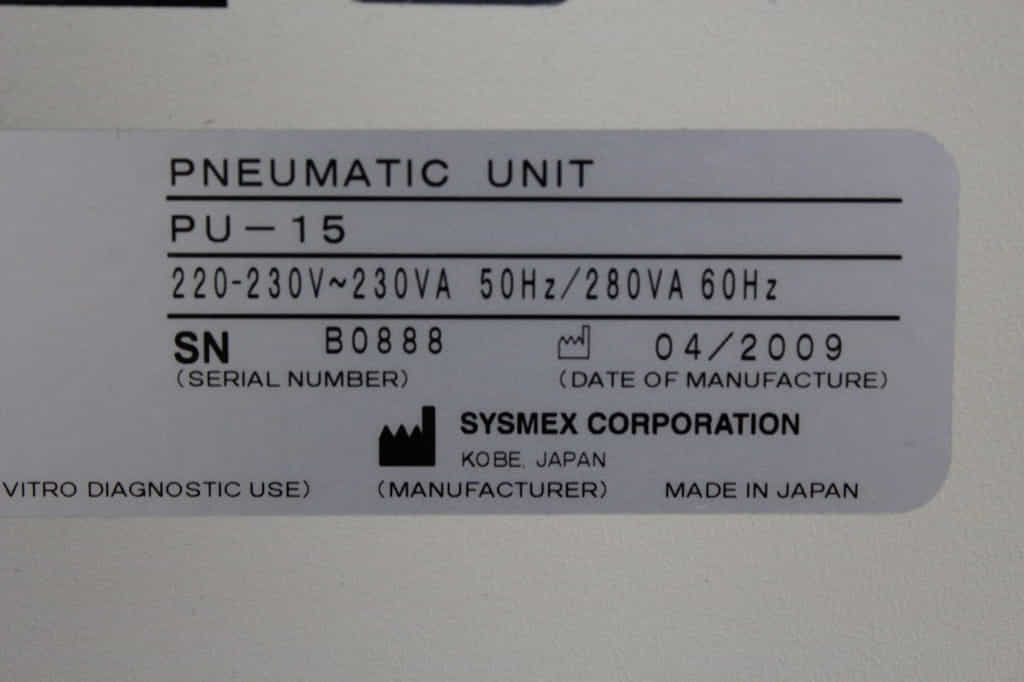 PNEUMATIC UNIT
PU-15
220-230V~230VA 50Hz/280VA 60Hz
SN B0888 04/2009
(SERIAL NUMBER) (DATE OF MANUFACTURE)
SYSMEX CORPORATION
KOBE, JAPAN
VITRO DIAGNOSTIC USE) (MANUFACTURER) MADE IN JAPAN